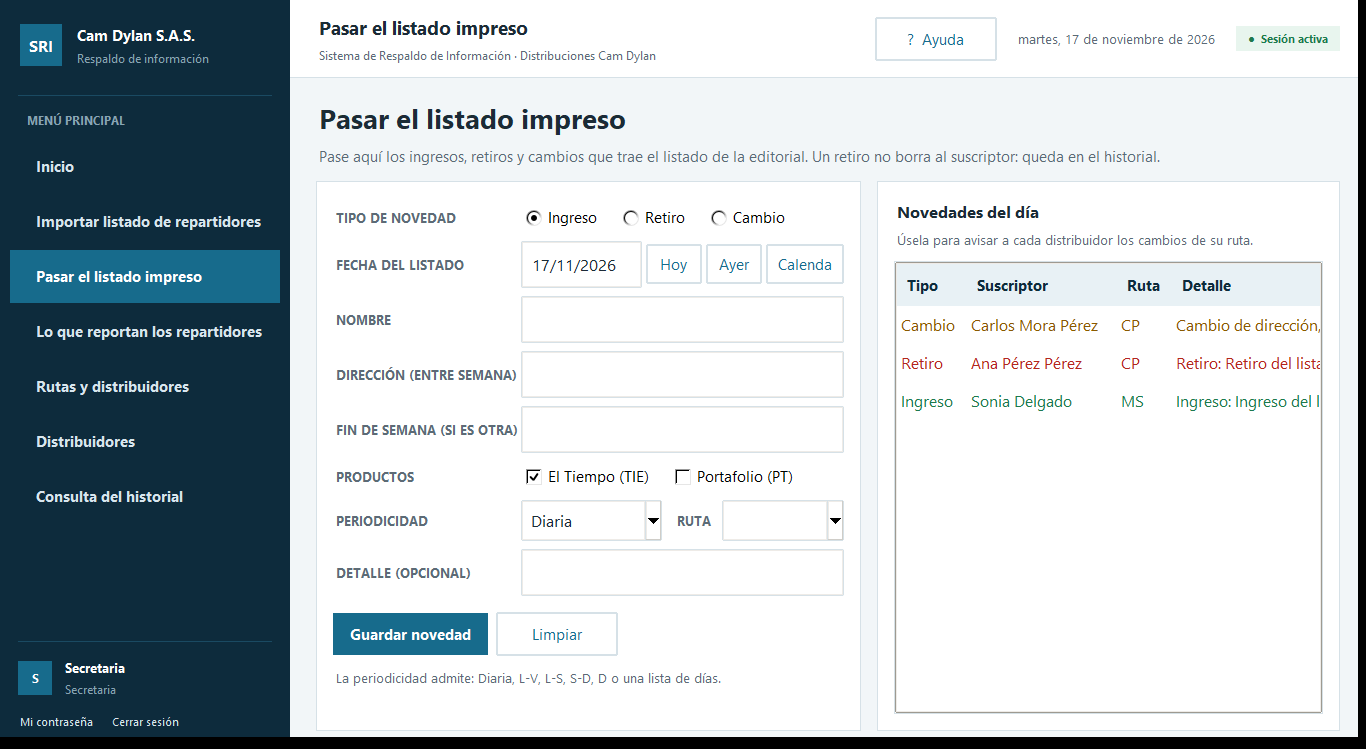 SRI
Cam Dylan S.A.S.
Respaldo de información
MENÚ PRINCIPAL
Inicio
Importar listado de repartidores
Pasar el listado impreso
Lo que reportan los repartidores
Rutas y distribuidores
Distribuidores
Consulta del historial
S
Secretaria
Secretaria
Mi contraseña Cerrar sesión
Pasar el listado impreso
Sistema de Respaldo de Información · Distribuciones Cam Dylan
? Ayuda
martes, 17 de noviembre de 2026
● Sesión activa
Pasar el listado impreso
Pase aquí los ingresos, retiros y cambios que trae el listado de la editorial. Un retiro no borra al suscriptor: queda en el historial.
TIPO DE NOVEDAD Ingreso Retiro Cambio
FECHA DEL LISTADO 17/11/2026 Hoy Ayer Calenda
NOMBRE
DIRECCIÓN (ENTRE SEMANA)
FIN DE SEMANA (SI ES OTRA)
PRODUCTOS El Tiempo (TIE) Portafolio (PT)
PERIODICIDAD Diaria RUTA
DETALLE (OPCIONAL)
Guardar novedad Limpiar
La periodicidad admite: Diaria, L-V, L-S, S-D, D o una lista de días.
Novedades del día
Úsela para avisar a cada distribuidor los cambios de su ruta.
Tipo Suscriptor Ruta Detalle
Cambio Carlos Mora Pérez CP Cambio de dirección,
Retiro Ana Pérez Pérez CP Retiro: Retiro del lista
Ingreso Sonia Delgado MS Ingreso: Ingreso del l